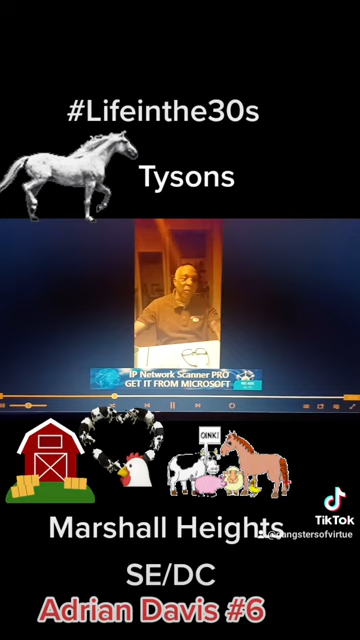 #Lifeinthe30s
Tysons
IP Network Scanner PRO
GET IT FROM MICROSOFT
OINK!
Marshall Heights
TikTok
@gangstersofvirtue
SE/DC
Adrian Davis #6